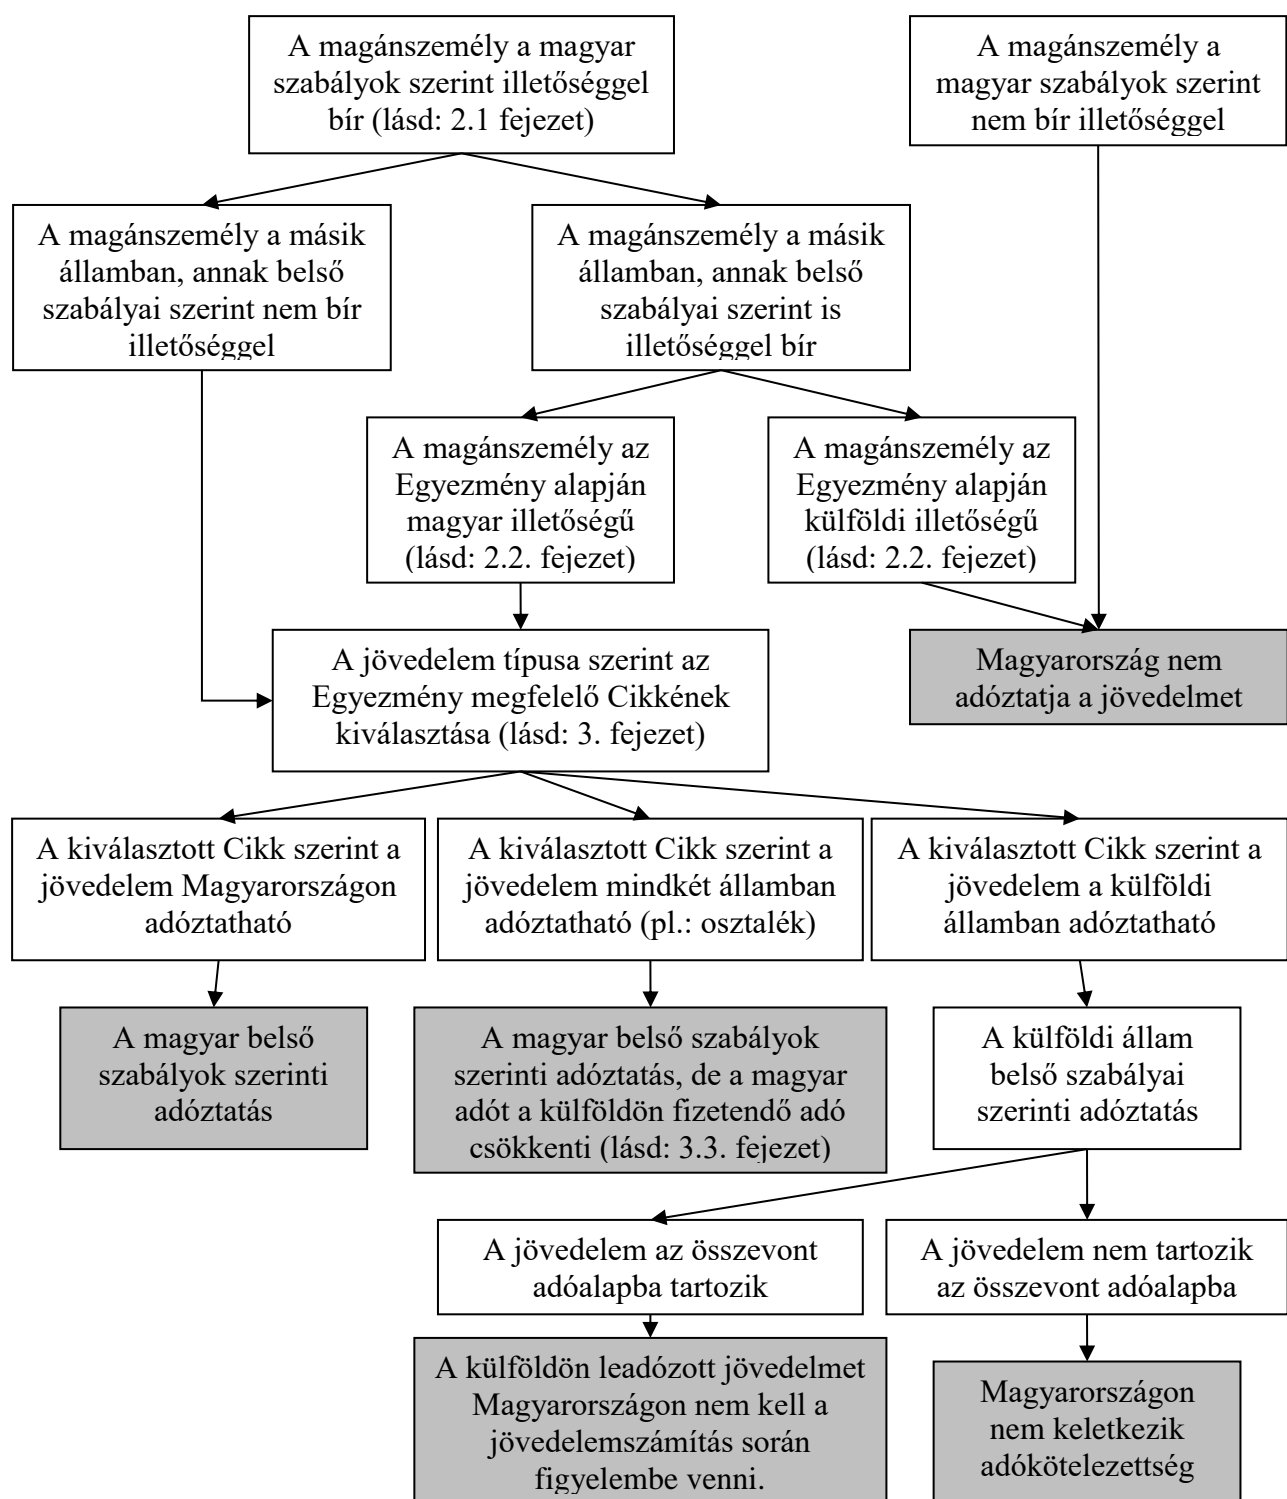 A magánszemély a magyar
szabályok szerint illetőséggel
bír (lásd: 2.1 fejezet)
A magánszemély a
magyar szabályok szerint
nem bír illetőséggel
A magánszemély a másik
államban, annak belső
szabályai szerint nem bír
illetőséggel
A magánszemély a másik
államban, annak belső
szabályai szerint is
illetőséggel bír
A magánszemély az
Egyezmény alapján
magyar illetőségű
(lásd: 2.2. fejezet)
A magánszemély az
Egyezmény alapján
külföldi illetőségű
(lásd: 2.2. fejezet)
A jövedelem típusa szerint az
Egyezmény megfelelő Cikkének
kiválasztása (lásd: 3. fejezet)
Magyarország nem
adóztatja a jövedelmet
A kiválasztott Cikk szerint a
jövedelem Magyarországon
adóztatható
A kiválasztott Cikk szerint a
jövedelem mindkét államban
adóztatható (pl.: osztalék)
A kiválasztott Cikk szerint a
jövedelem a külföldi
államban adóztatható
A magyar belső
szabályok szerinti
adóztatás
A magyar belső szabályok
szerinti adóztatás, de a magyar
adót a külföldön fizetendő adó
csökkenti (lásd: 3.3. fejezet)
A külföldi állam
belső szabályai
szerinti adóztatás
A jövedelem az összevont
adóalapba tartozik
A jövedelem nem tartozik
az összevont adóalapba
A külföldön leadózott jövedelmet
Magyarországon nem kell a
jövedelemszámítás során
figyelembe venni.
Magyarországon
nem keletkezik
adókötelezettség